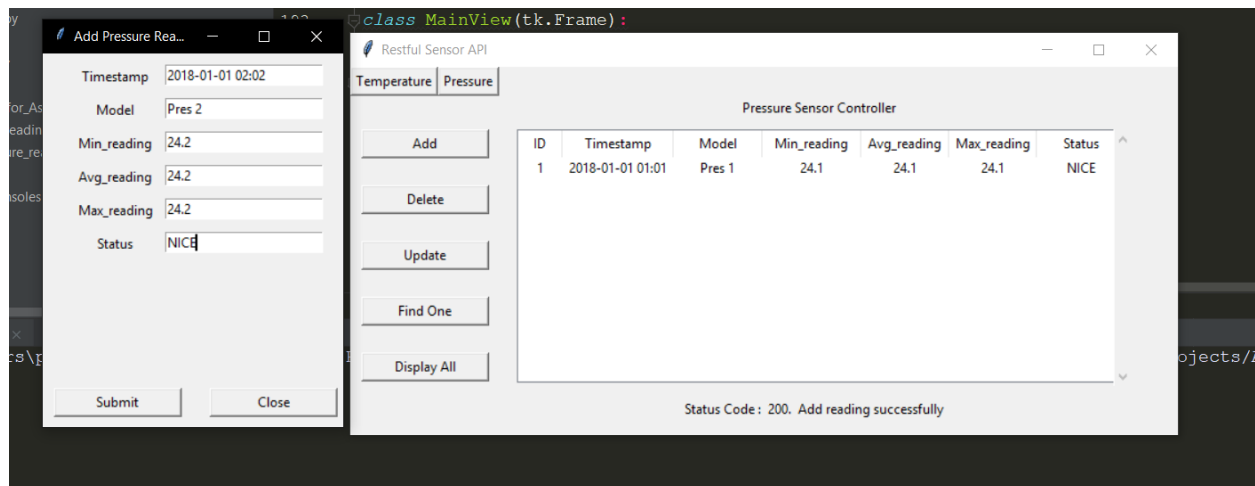 class MainView(tk.Frame):
Add Pressure Rea...
Timestamp 2018-01-01 02:02
Model Pres 2
Min_reading 24.2
Avg_reading 24.2
Max_reading 24.2
Status NICE
Submit Close
Restful Sensor API
Temperature Pressure
Pressure Sensor Controller
Add
Delete
Update
Find One
Display All
ID Timestamp Model Min_reading Avg_reading Max_reading Status
1 2018-01-01 01:01 Pres 1 24.1 24.1 24.1 NICE
Status Code : 200. Add reading successfully